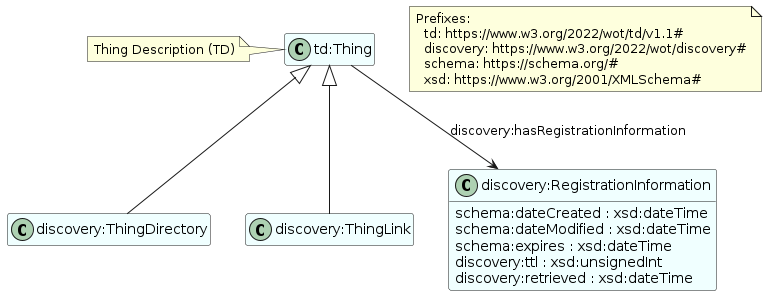 Prefixes:
td: https://www.w3.org/2022/wot/td/v1.1#
discovery: https://www.w3.org/2022/wot/discovery#
schema: https://schema.org/#
xsd: https://www.w3.org/2001/XMLSchema#
Thing Description (TD)
C td:Thing
discovery:hasRegistrationInformation
C discovery:ThingDirectory
C discovery:ThingLink
C discovery:RegistrationInformation
schema:dateCreated : xsd:dateTime
schema:dateModified : xsd:dateTime
schema:expires : xsd:dateTime
discovery:ttl : xsd:unsignedInt
discovery:retrieved : xsd:dateTime